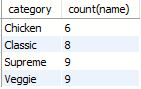 category count(name)
Chicken 6
Classic 8
Supreme 9
Veggie 9